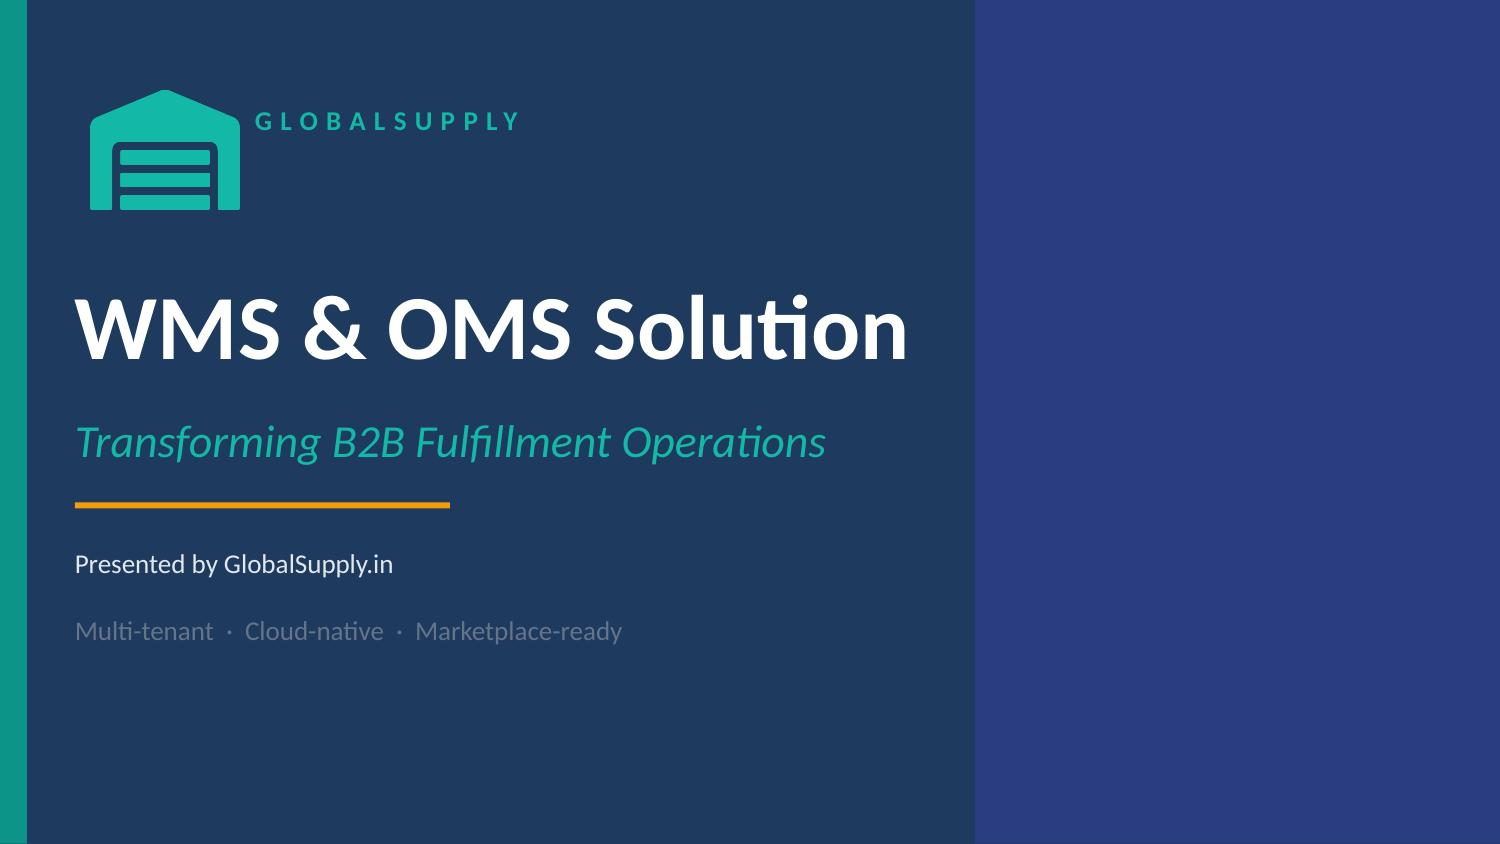 GLOBALSUPPLY
WMS & OMS Solution
Transforming B2B Fulfillment Operations
Presented by GlobalSupply.in
Multi-tenant · Cloud-native · Marketplace-ready